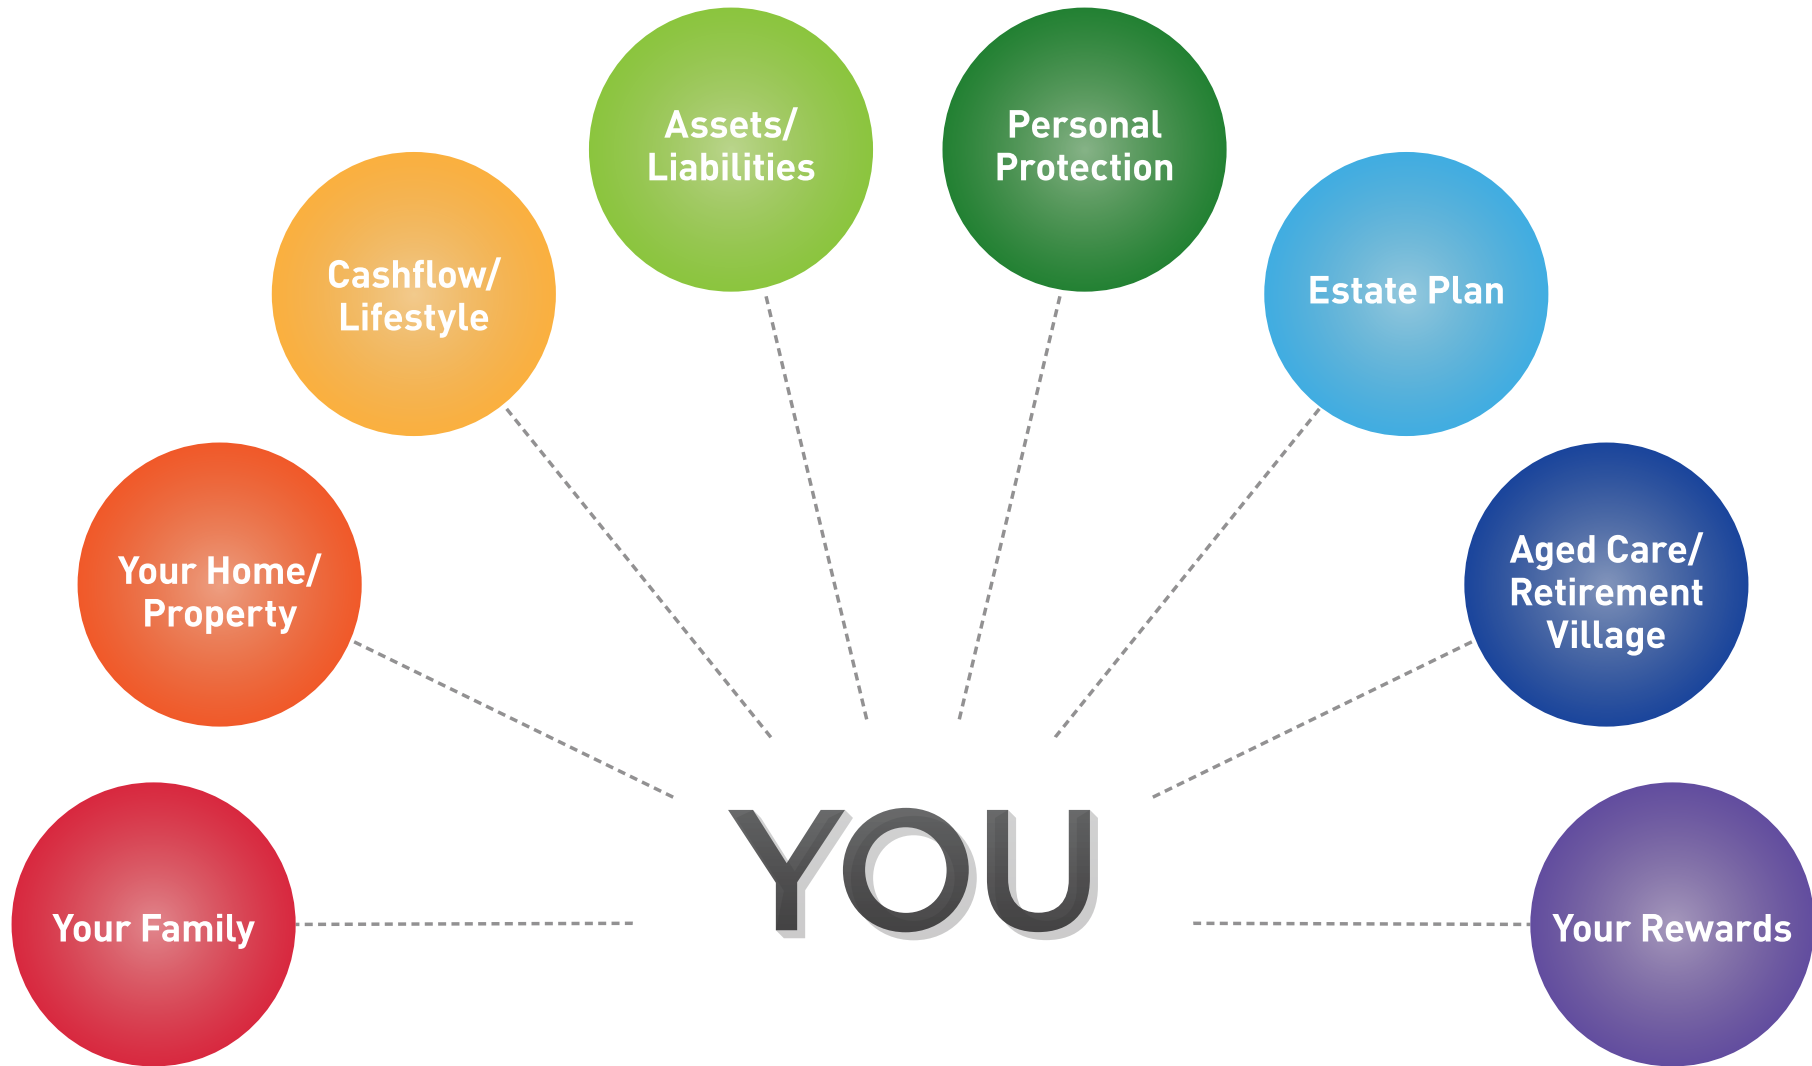 Assets/
Liabilities
Personal
Protection
Cashflow/
Lifestyle
Estate Plan
Your Home/
Property
Aged Care/
Retirement
Village
YOU
Your Family
Your Rewards